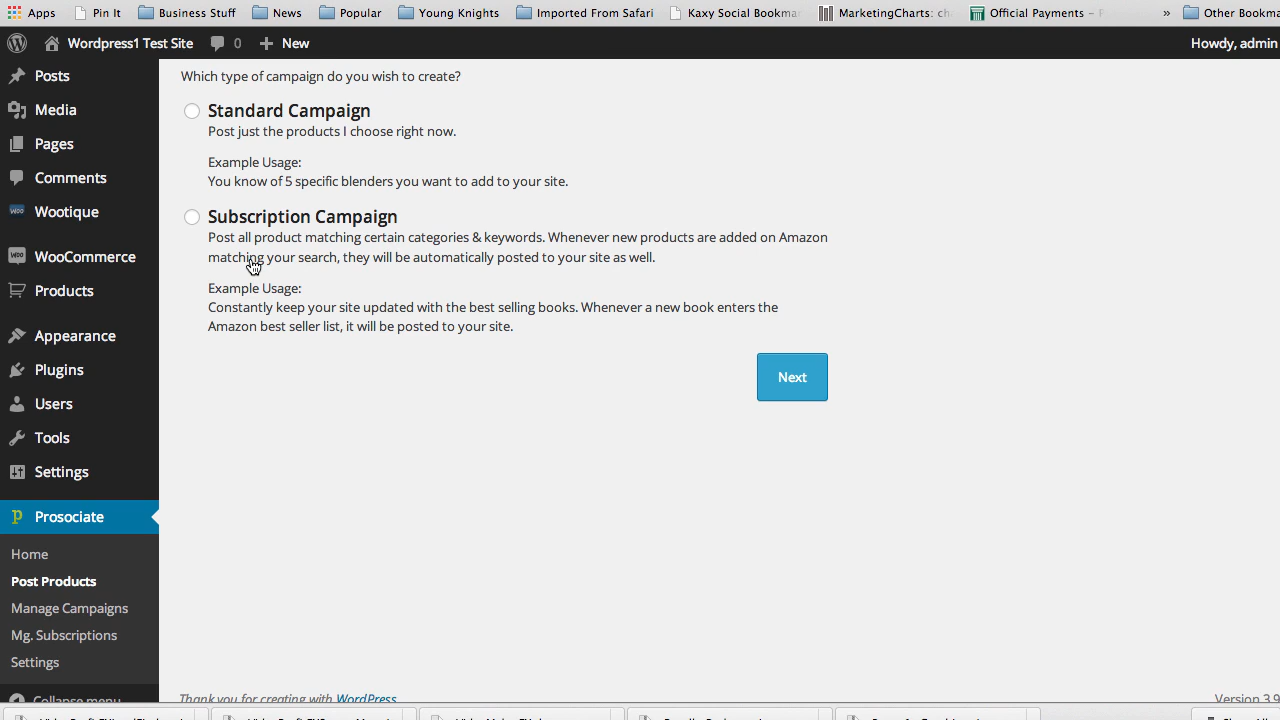 Apps Pin It Business Stuff News Popular Young Knights Imported From Safari Kaxy Social Bookma MarketingCharts: ch Official Payments – P » Other Bookma
Wordpress1 Test Site 0 New Howdy, admin
Posts
Media
Pages
Comments
Wootique
WooCommerce
Products
Appearance
Plugins
Users
Tools
Settings
Prosociate
Home
Post Products
Manage Campaigns
Mg. Subscriptions
Settings
Collapse menu
Which type of campaign do you wish to create?
Standard Campaign
Post just the products I choose right now.
Example Usage:
You know of 5 specific blenders you want to add to your site.
Subscription Campaign
Post all product matching certain categories & keywords. Whenever new products are added on Amazon
matching your search, they will be automatically posted to your site as well.
Example Usage:
Constantly keep your site updated with the best selling books. Whenever a new book enters the
Amazon best seller list, it will be posted to your site.
Next
Thank you for creating with WordPress
Version 3.9